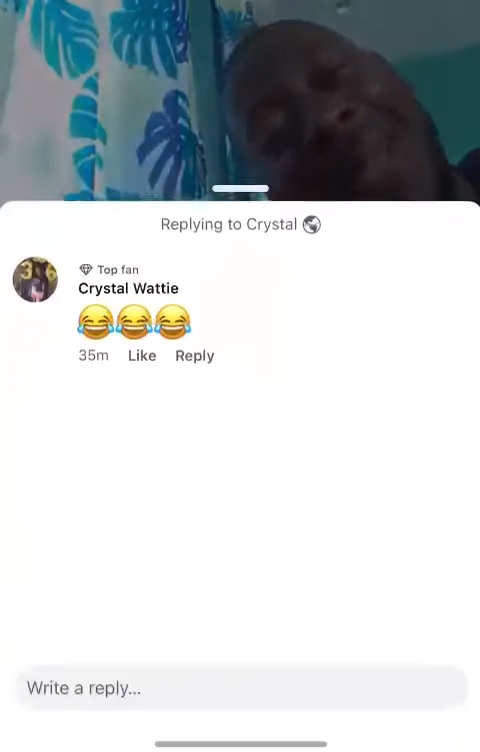 Replying to Crystal 🌎
Top fan
Crystal Wattie
😂😂😂
35m Like Reply
Write a reply...